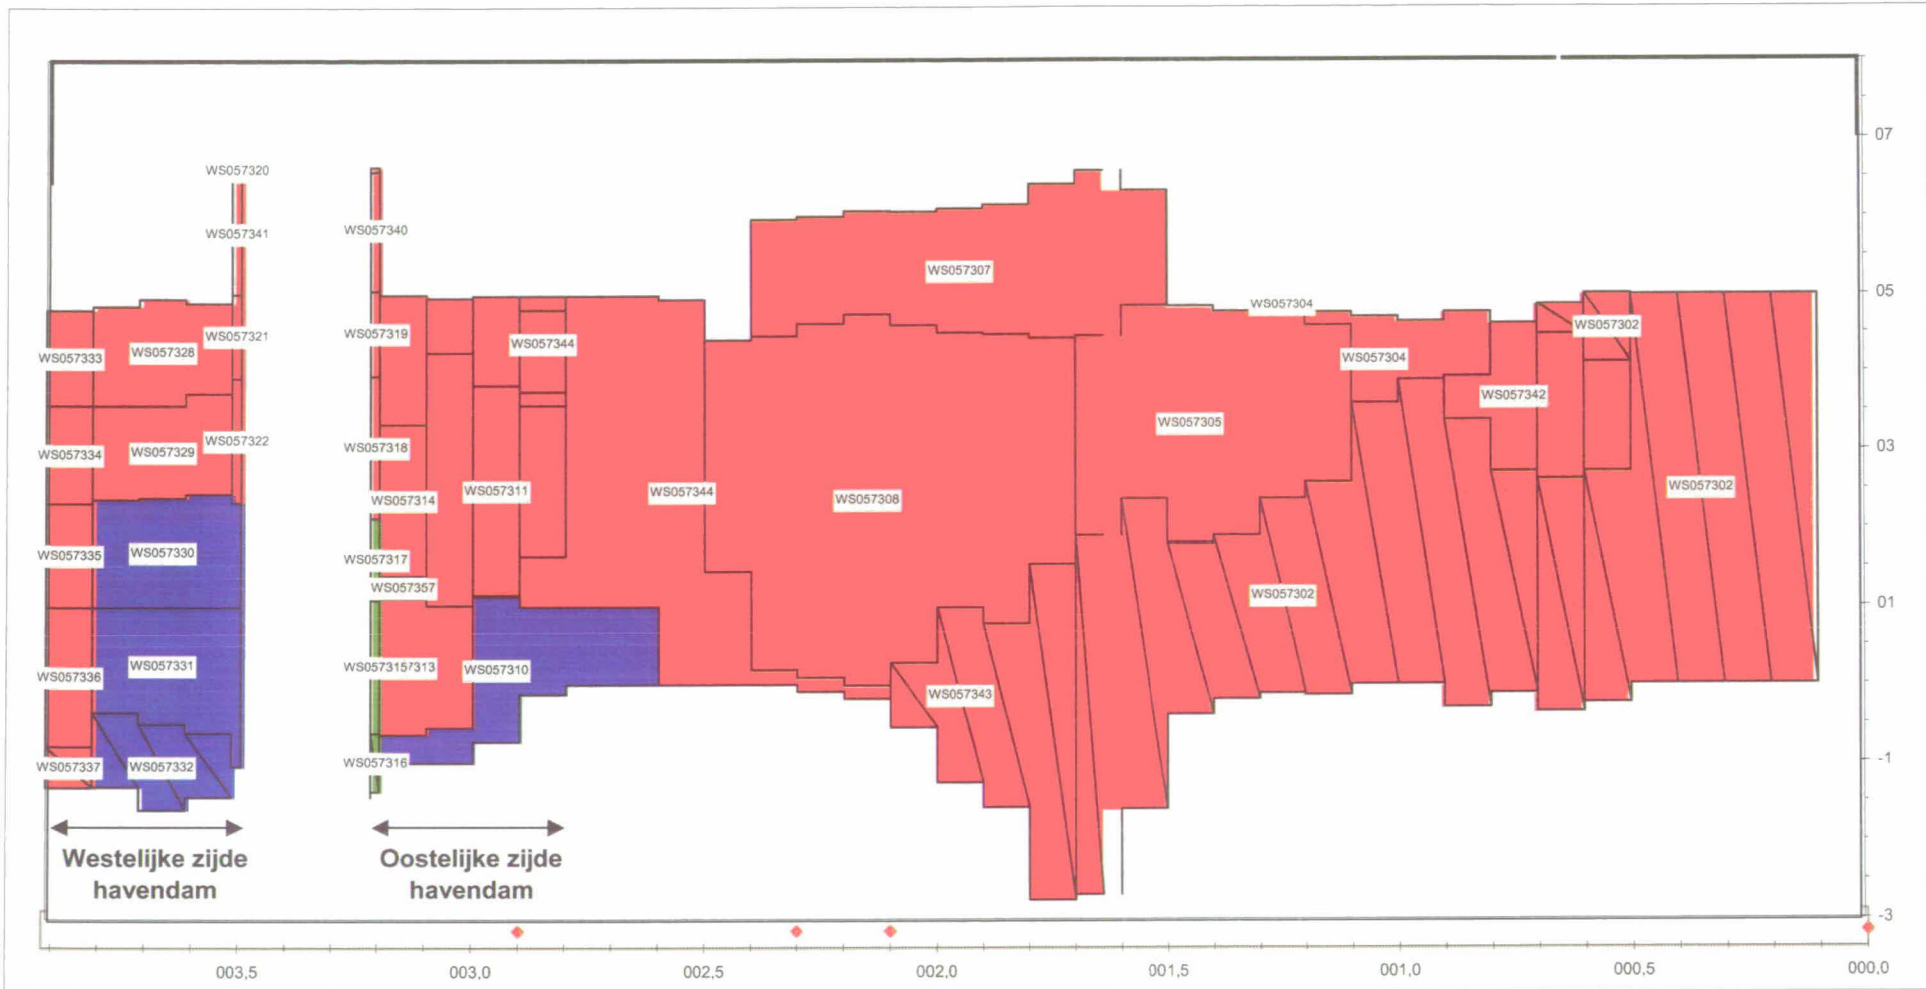 07
WS057320
WS057341
WS057340
WS057307
05
WS057304
WS057302
WS057319
WS057321
WS057344
WS057333
WS057328
WS057304
WS057342
WS057305
WS057322
WS057318
03
WS057334
WS057329
WS057314
WS057311
WS057344
WS057308
WS057302
WS057335
WS057330
WS057317
WS057357
WS057302
01
WS057336
WS057331
WS057315
7313
WS057310
WS057343
WS057337
WS057332
WS057316
-1
Westelijke zijde
havendam
Oostelijke zijde
havendam
-3
003,5
003,0
002,5
002,0
001,5
001,0
000,5
000,0